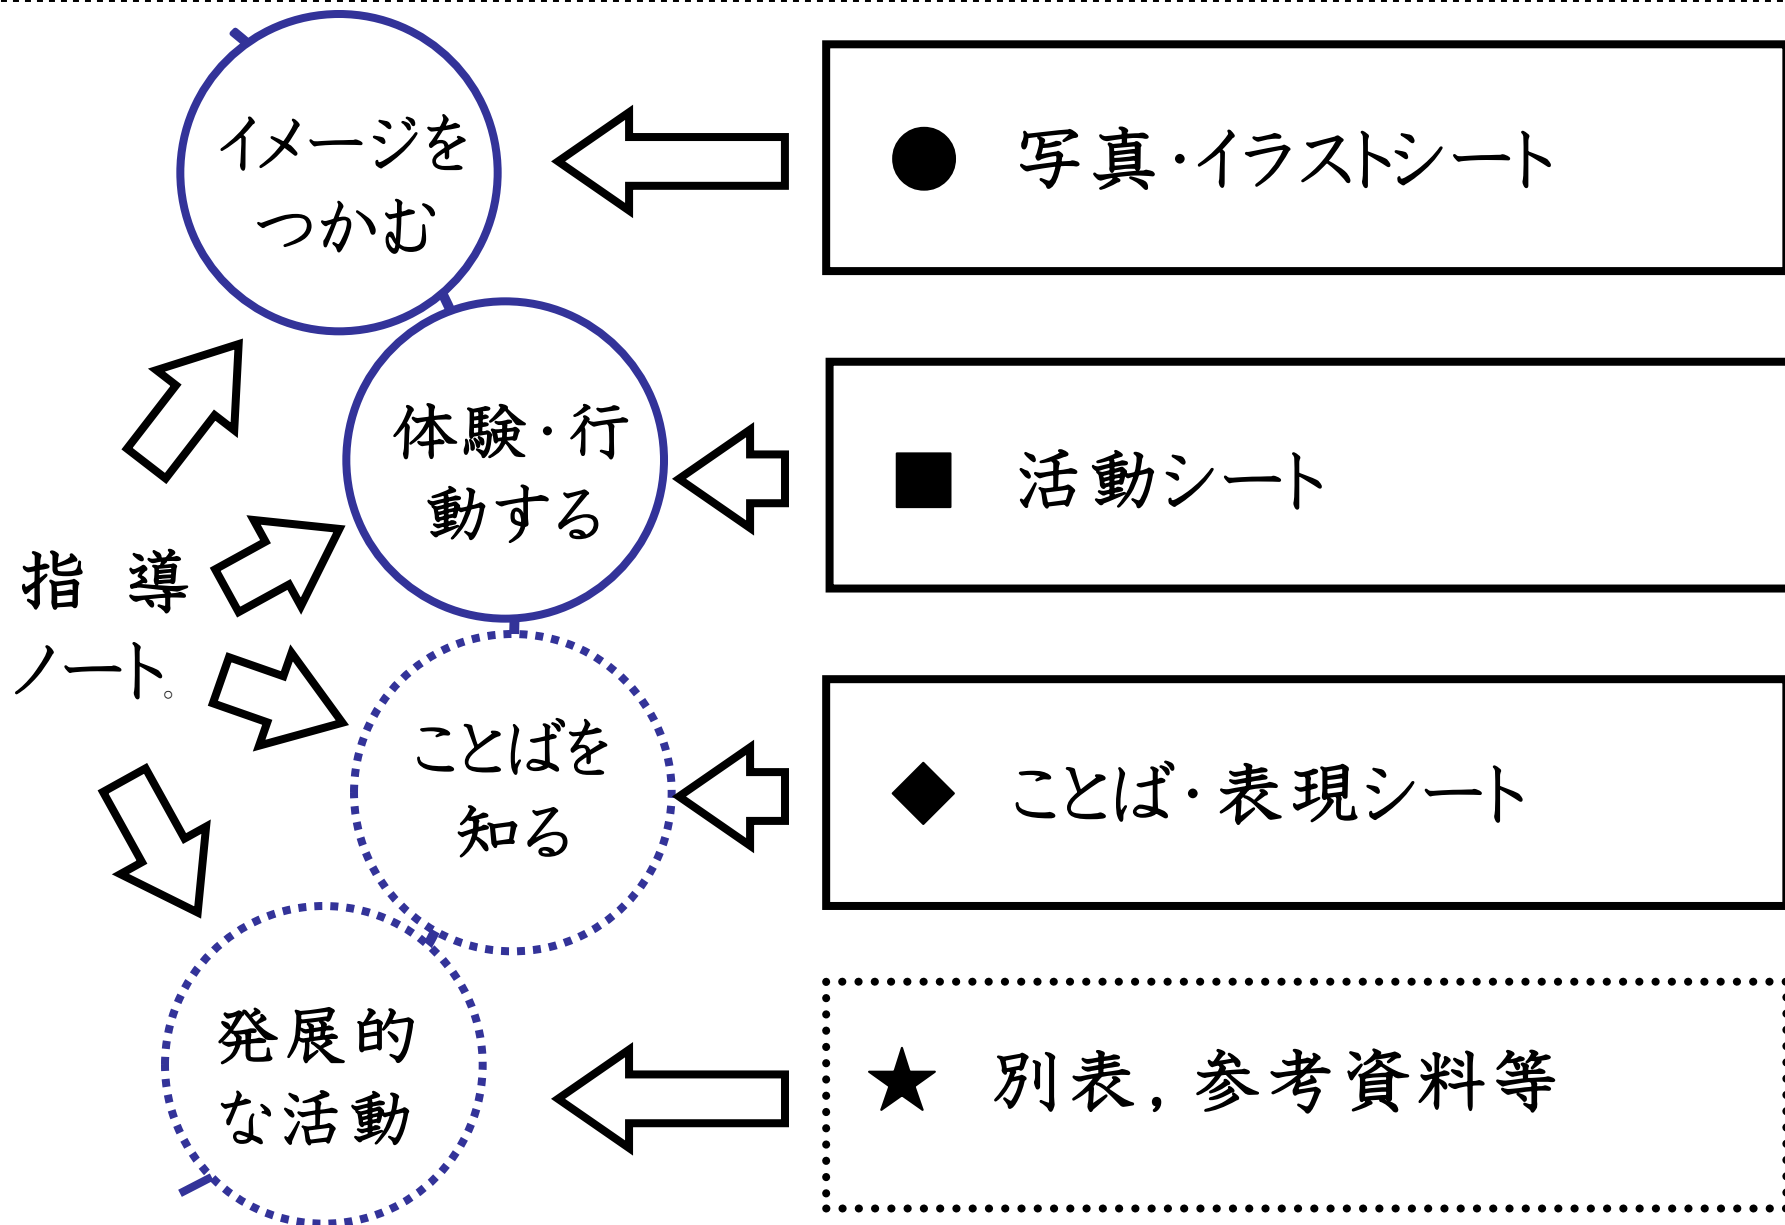 イメージを
つかむ
● 写真・イラストシート
体験・行
動する
■ 活動シート
指 導
ノート。
ことばを
知る
◆ ことば・表現シート
発展的
な活動
★ 別表，参考資料等